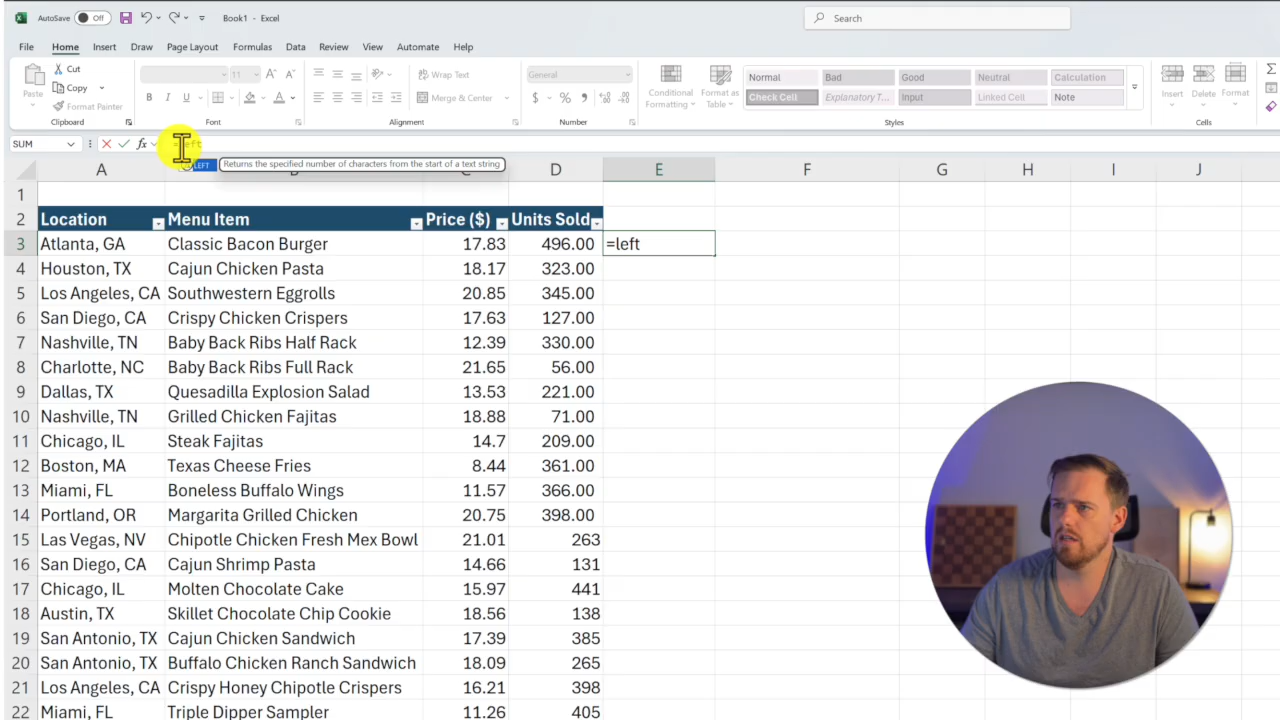 AutoSave Off Book1 - Excel Search
File Home Insert Draw Page Layout Formulas Data Review View Automate Help
Paste Cut Copy Format Painter
Clipboard
11 A A
B I U A
Font
Wrap Text
Merge & Center
Alignment
General
$ %
Number
Conditional Formatting
Format as Table
Normal Bad Good Neutral Calculation
Check Cell Explanatory T... Input Linked Cell Note
Styles
Insert Delete Format
Cells
SUM fx =left
LEFT Returns the specified number of characters from the start of a text string
A B C D E F G H I J
1
2 Location Menu Item Price ($) Units Sold
3 Atlanta, GA Classic Bacon Burger 17.83 496.00 =left
4 Houston, TX Cajun Chicken Pasta 18.17 323.00
5 Los Angeles, CA Southwestern Eggrolls 20.85 345.00
6 San Diego, CA Crispy Chicken Crispers 17.63 127.00
7 Nashville, TN Baby Back Ribs Half Rack 12.39 330.00
8 Charlotte, NC Baby Back Ribs Full Rack 21.65 56.00
9 Dallas, TX Quesadilla Explosion Salad 13.53 221.00
10 Nashville, TN Grilled Chicken Fajitas 18.88 71.00
11 Chicago, IL Steak Fajitas 14.7 209.00
12 Boston, MA Texas Cheese Fries 8.44 361.00
13 Miami, FL Boneless Buffalo Wings 11.57 366.00
14 Portland, OR Margarita Grilled Chicken 20.75 398.00
15 Las Vegas, NV Chipotle Chicken Fresh Mex Bowl 21.01 263
16 San Diego, CA Cajun Shrimp Pasta 14.66 131
17 Chicago, IL Molten Chocolate Cake 15.97 441
18 Austin, TX Skillet Chocolate Chip Cookie 18.56 138
19 San Antonio, TX Cajun Chicken Sandwich 17.39 385
20 San Antonio, TX Buffalo Chicken Ranch Sandwich 18.09 265
21 Los Angeles, CA Crispy Honey Chipotle Crispers 16.21 398
22 Miami, FL Triple Dipper Sampler 11.26 405